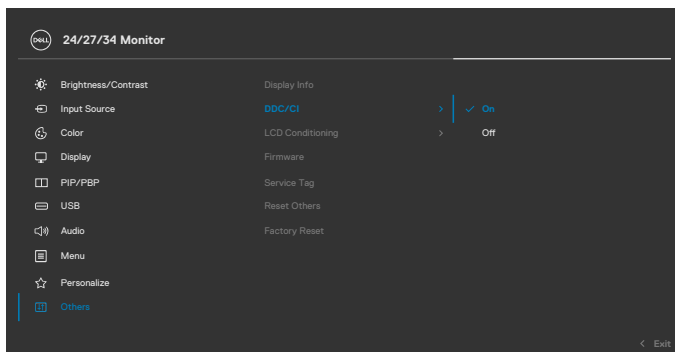 DELL
24/27/34 Monitor
Brightness/Contrast
Input Source
Color
Display
PIP/PBP
USB
Audio
Menu
Personalize
Others
Display Info
DDC/CI
LCD Conditioning
Firmware
Service Tag
Reset Others
Factory Reset
On
Off
Exit